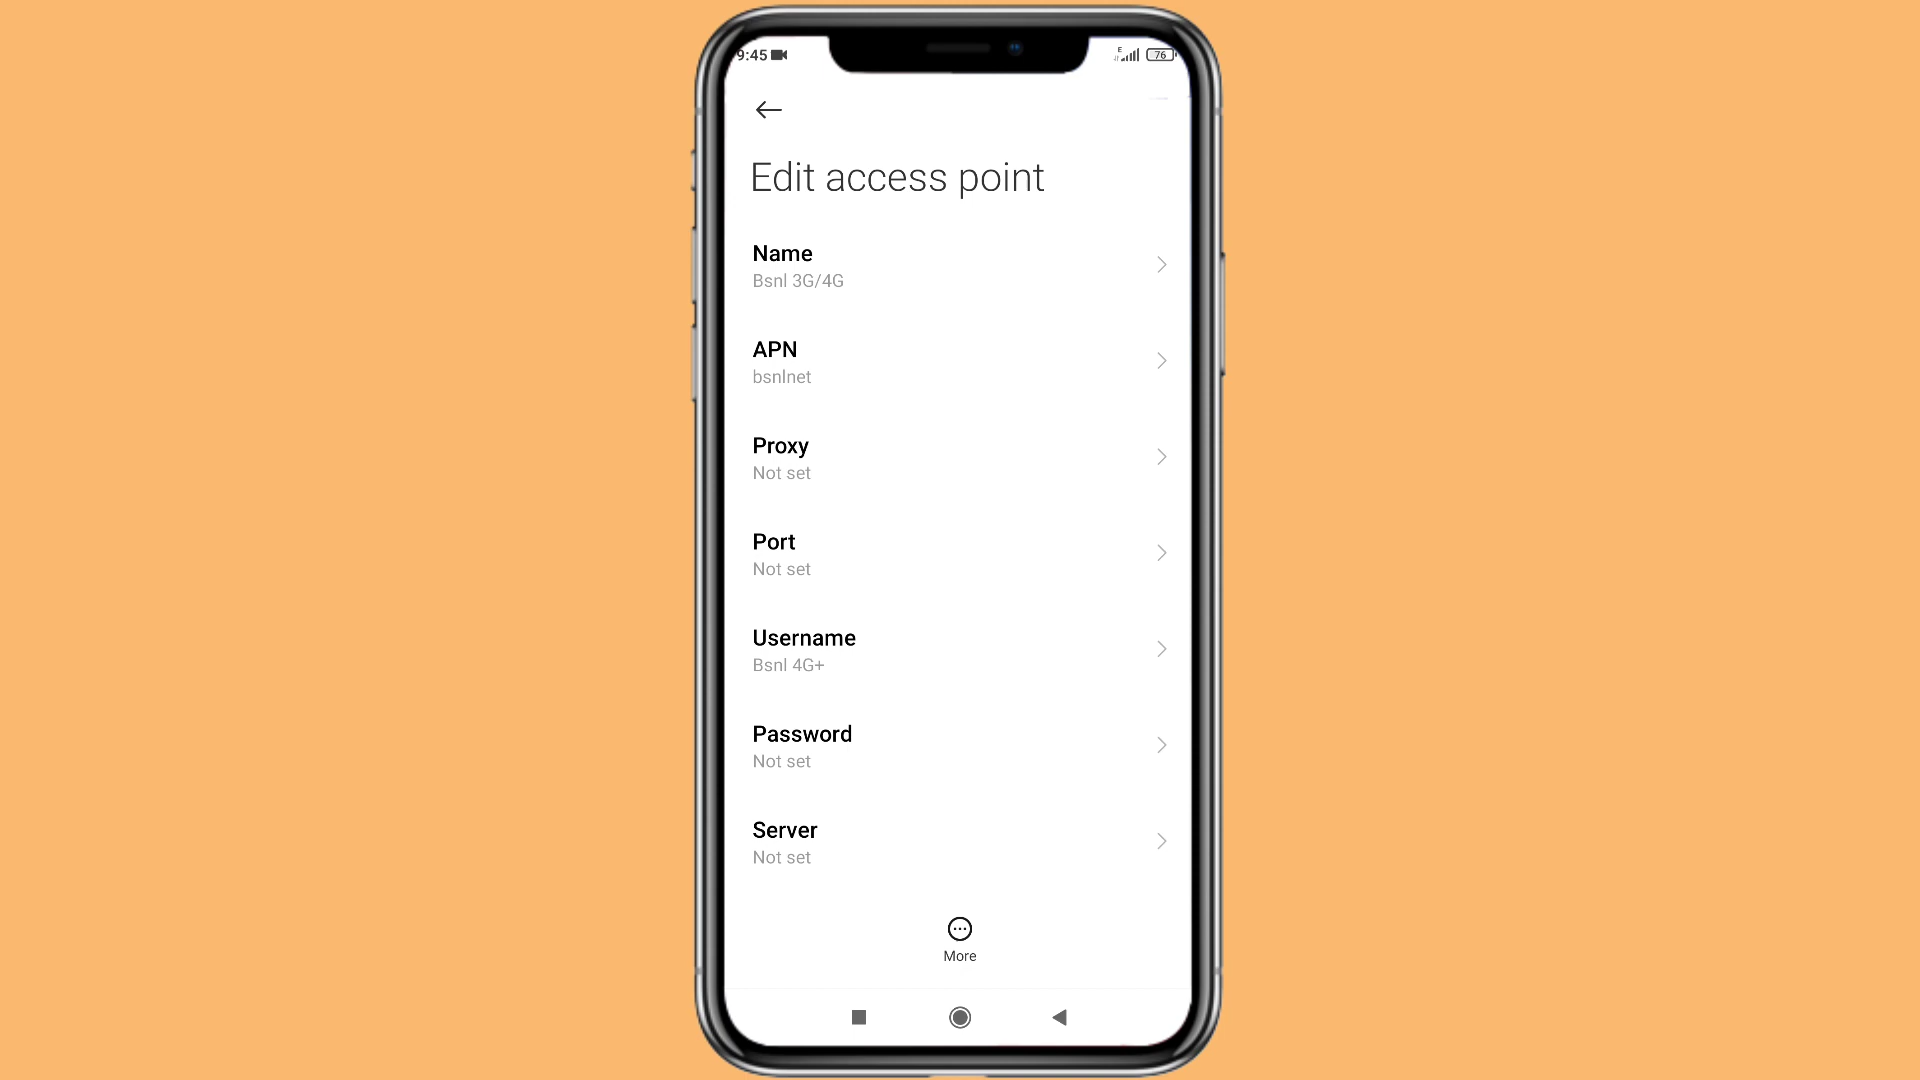 9:45 E 76
Edit access point
Name
Bsnl 3G/4G
APN
bsnlnet
Proxy
Not set
Port
Not set
Username
Bsnl 4G+
Password
Not set
Server
Not set
More